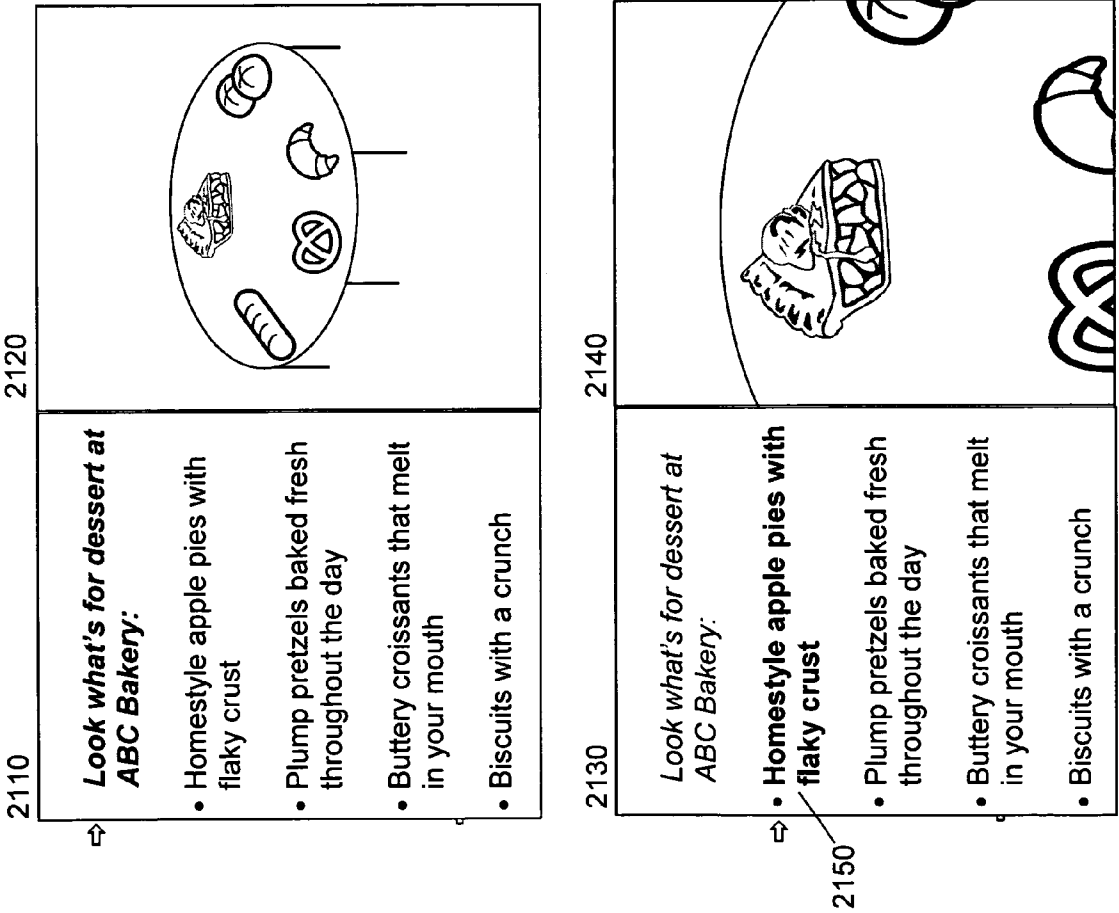 2110
2120
Look what's for dessert at
ABC Bakery:
• Homestyle apple pies with
flaky crust
• Plump pretzels baked fresh
throughout the day
• Buttery croissants that melt
in your mouth
• Biscuits with a crunch
2130
2140
Look what's for dessert at
ABC Bakery:
• Homestyle apple pies with
flaky crust
• Plump pretzels baked fresh
throughout the day
• Buttery croissants that melt
in your mouth
• Biscuits with a crunch
2150